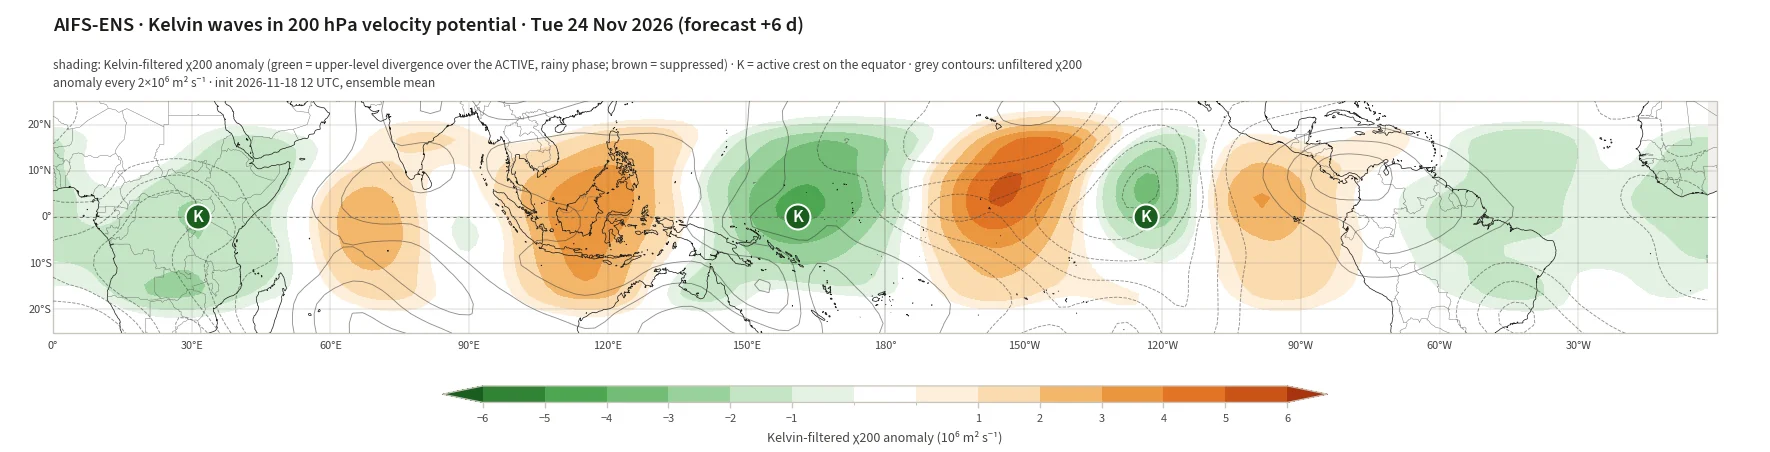 AIFS-ENS · Kelvin waves in 200 hPa velocity potential · Tue 24 Nov 2026 (forecast +6 d)
shading: Kelvin-filtered χ200 anomaly (green = upper-level divergence over the ACTIVE, rainy phase; brown = suppressed) · K = active crest on the equator · grey contours: unfiltered χ200
anomaly every 2×10⁶ m² s⁻¹ · init 2026-11-18 12 UTC, ensemble mean
20°N
10°N
0°
10°S
20°S
K K K
0° 30°E 60°E 90°E 120°E 150°E 180° 150°W 120°W 90°W 60°W 30°W
−6 −5 −4 −3 −2 −1 1 2 3 4 5 6
Kelvin-filtered χ200 anomaly (10⁶ m² s⁻¹)